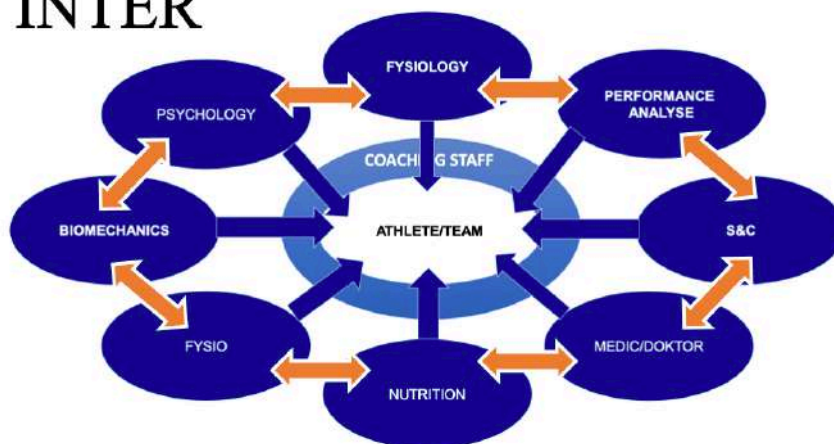 INTER
FYSIOLOGY
PSYCHOLOGY
PERFORMANCE
ANALYSE
COACHING STAFF
BIOMECHANICS
ATHLETE/TEAM
S&C
FYSIO
MEDIC/DOKTOR
NUTRITION